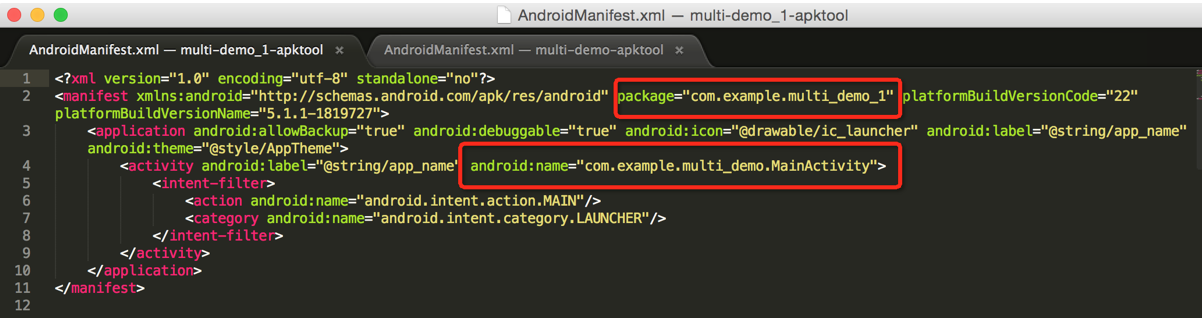 AndroidManifest.xml — multi-demo_1-apktool
AndroidManifest.xml — multi-demo_1-apktool × AndroidManifest.xml — multi-demo-apktool ×
1 <?xml version="1.0" encoding="utf-8" standalone="no"?>
2 <manifest xmlns:android="http://schemas.android.com/apk/res/android" package="com.example.multi_demo_1" platformBuildVersionCode="22"
platformBuildVersionName="5.1.1-1819727">
3 <application android:allowBackup="true" android:debuggable="true" android:icon="@drawable/ic_launcher" android:label="@string/app_name"
android:theme="@style/AppTheme">
4 <activity android:label="@string/app_name" android:name="com.example.multi_demo.MainActivity">
5 <intent-filter>
6 <action android:name="android.intent.action.MAIN"/>
7 <category android:name="android.intent.category.LAUNCHER"/>
8 </intent-filter>
9 </activity>
10 </application>
11 </manifest>
12